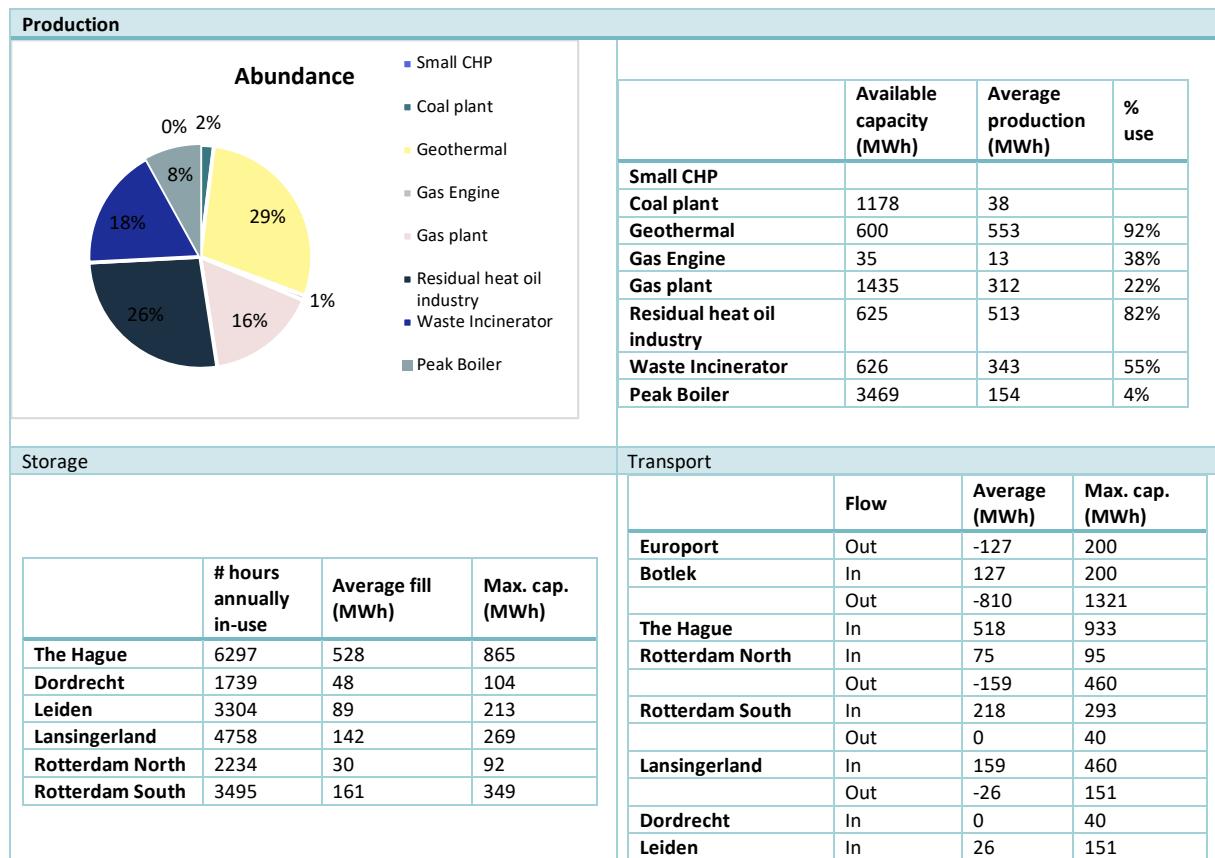 Production
Abundance
0% 2%
8%
29%
18%
1%
26%
16%
Small CHP
Coal plant
Geothermal
Gas Engine
Gas plant
Residual heat oil
industry
Waste Incinerator
Peak Boiler
Available capacity (MWh) Average production (MWh) % use
Small CHP
Coal plant 1178 38
Geothermal 600 553 92%
Gas Engine 35 13 38%
Gas plant 1435 312 22%
Residual heat oil industry 625 513 82%
Waste Incinerator 626 343 55%
Peak Boiler 3469 154 4%
Storage
# hours annually in-use Average fill (MWh) Max. cap. (MWh)
The Hague 6297 528 865
Dordrecht 1739 48 104
Leiden 3304 89 213
Lansingerland 4758 142 269
Rotterdam North 2234 30 92
Rotterdam South 3495 161 349
Transport
Flow Average (MWh) Max. cap. (MWh)
Europort Out -127 200
Botlek In 127 200
Out -810 1321
The Hague In 518 933
Rotterdam North In 75 95
Out -159 460
Rotterdam South In 218 293
Out 0 40
Lansingerland In 159 460
Out -26 151
Dordrecht In 0 40
Leiden In 26 151